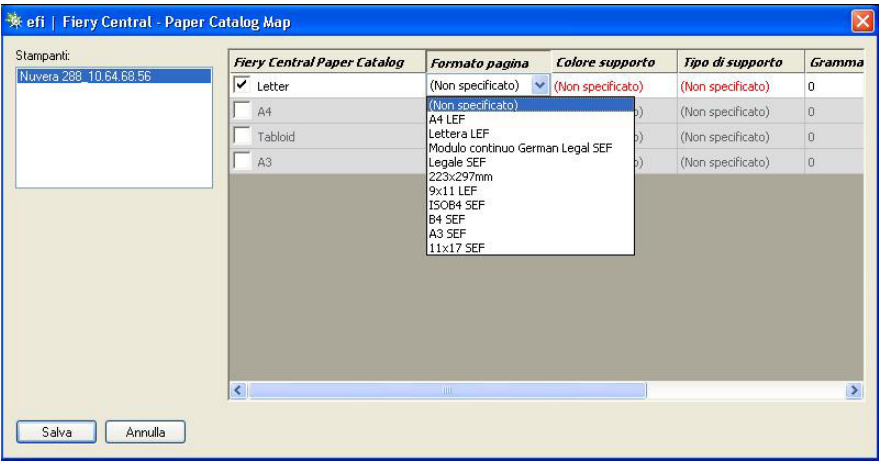 efi | Fiery Central - Paper Catalog Map
Stampanti:
Nuvera 288_10.64.68.56
Fiery Central Paper Catalog Formato pagina Colore supporto Tipo di supporto Gramma
Letter (Non specificato) (Non specificato) (Non specificato) 0
A4 (Non specificato) 0
Tabloid (Non specificato) 0
A3 (Non specificato) 0
(Non specificato)
A4 LEF
Lettera LEF
Modulo continuo German Legal SEF
Legale SEF
223x297mm
9x11 LEF
ISOB4 SEF
B4 SEF
A3 SEF
11x17 SEF
Salva Annulla